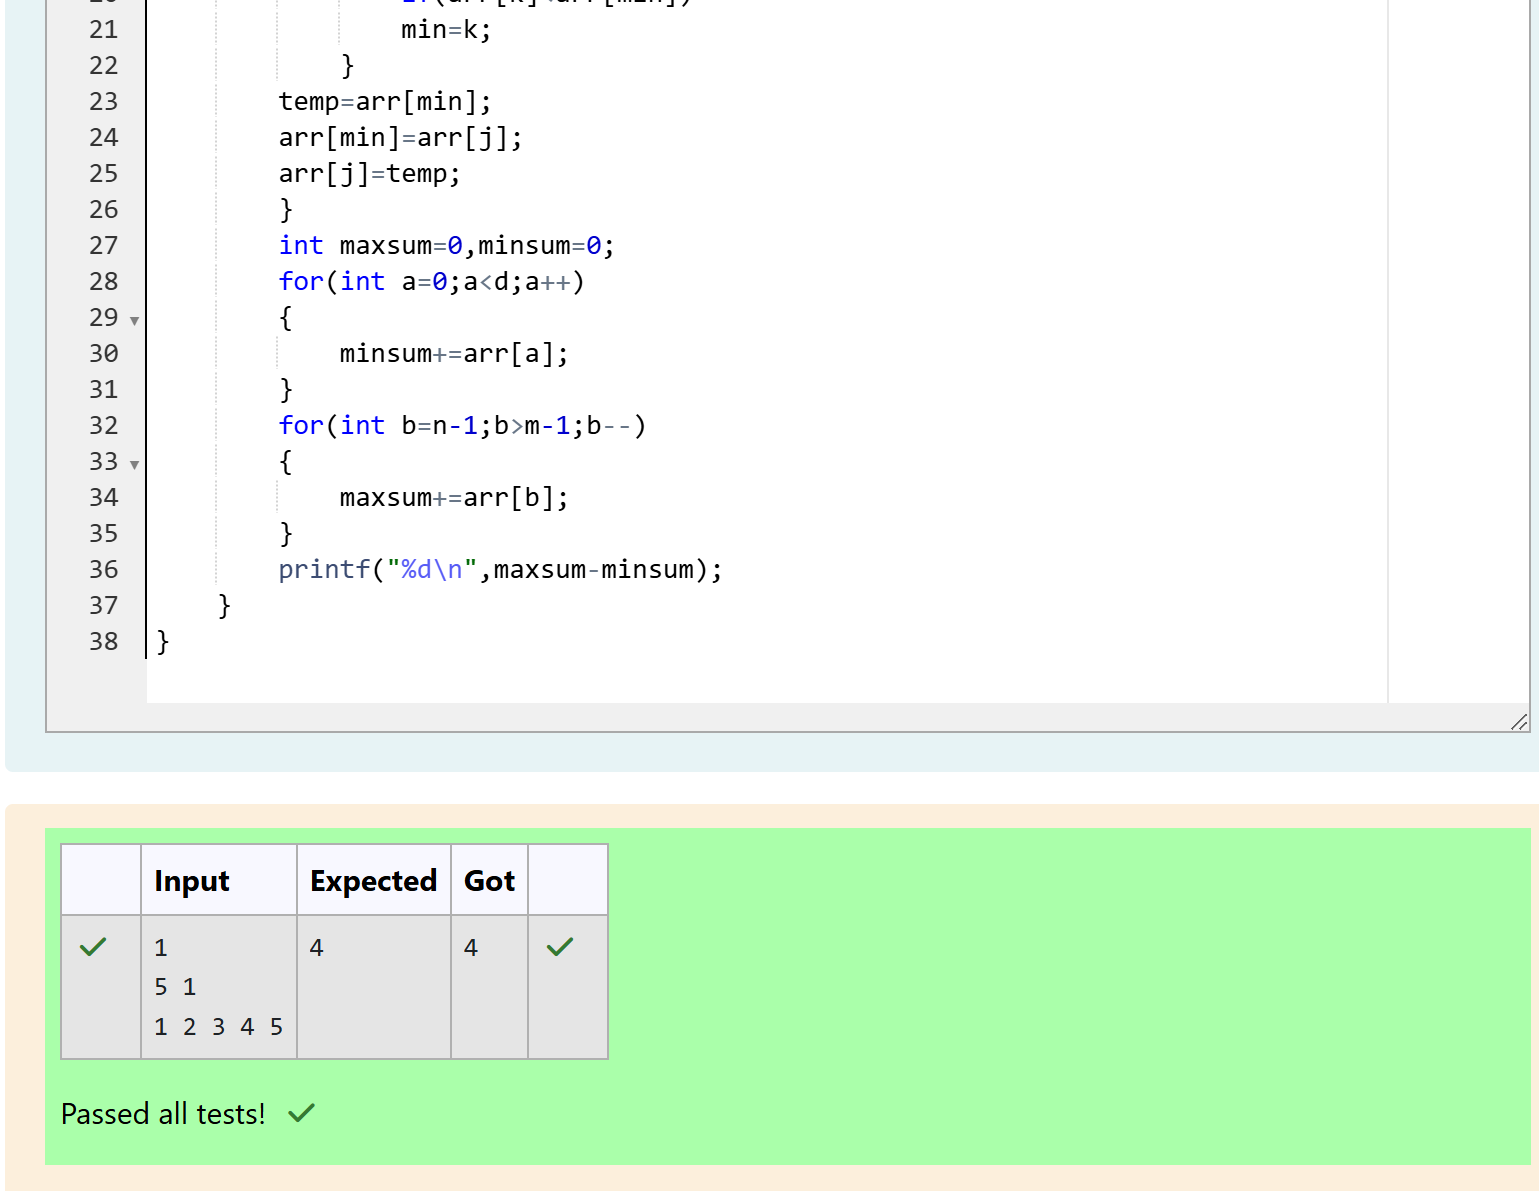 21 min=k;
22 }
23 temp=arr[min];
24 arr[min]=arr[j];
25 arr[j]=temp;
26 }
27 int maxsum=0,minsum=0;
28 for(int a=0;a<d;a++)
29 {
30 minsum+=arr[a];
31 }
32 for(int b=n-1;b>m-1;b--)
33 {
34 maxsum+=arr[b];
35 }
36 printf("%d\n",maxsum-minsum);
37 }
38 }
Input Expected Got
1 4 4
5 1
1 2 3 4 5
Passed all tests!